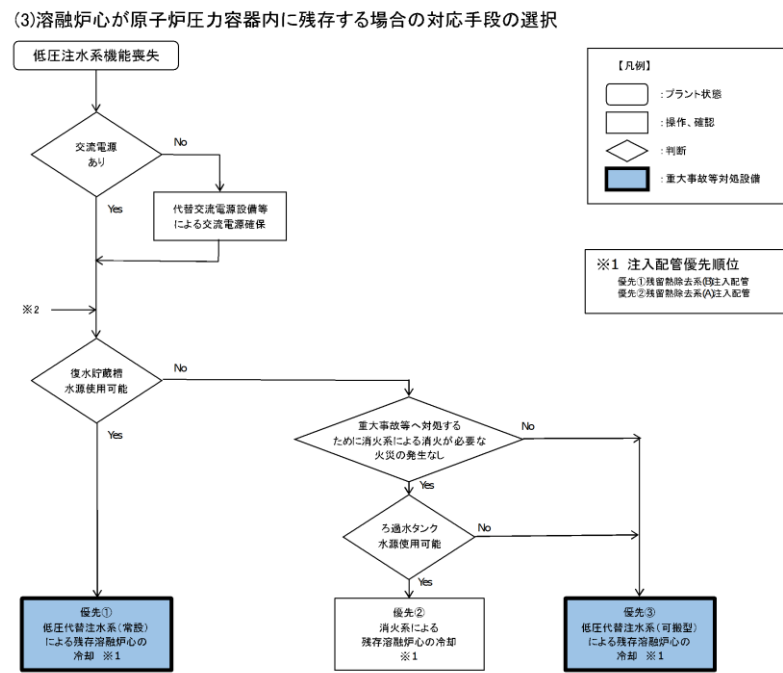 (3)溶融炉心が原子炉圧力容器内に残存する場合の対応手段の選択
低圧注水系機能喪失
【凡例】
:プラント状態
:操作、確認
:判断
:重大事故等対処設備
交流電源
あり
No
Yes
代替交流電源設備等
による交流電源確保
※1 注入配管優先順位
優先①残留熱除去系(B)注入配管
優先②残留熱除去系(A)注入配管
※2
復水貯蔵槽
水源使用可能
No
Yes
重大事故等へ対処する
ために消火系による消火が必要な
火災の発生なし
No
Yes
ろ過水タンク
水源使用可能
No
Yes
優先①
低圧代替注水系(常設)
による残存溶融炉心の
冷却 ※1
優先②
消火系による
残存溶融炉心の冷却
※1
優先③
低圧代替注水系(可搬型)
による残存溶融炉心の
冷却 ※1